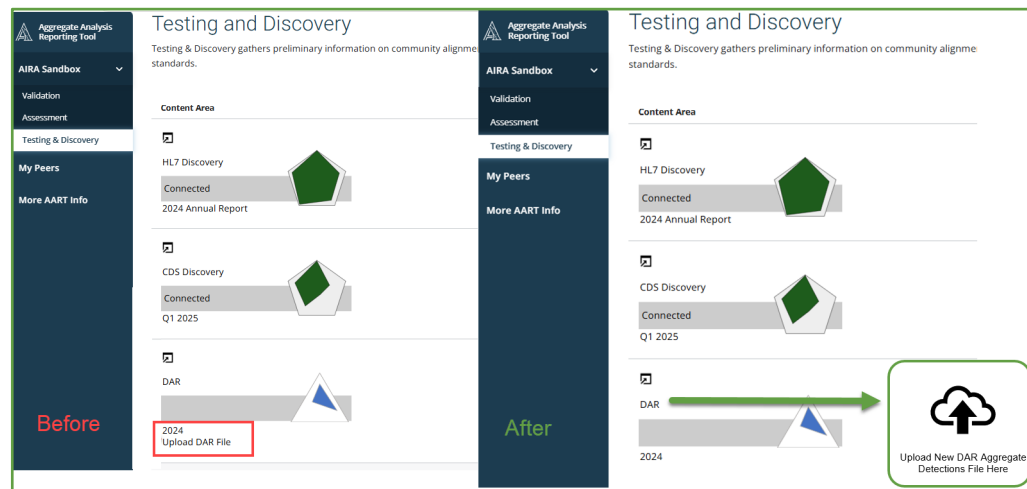 Aggregate Analysis
Reporting Tool
AIRA Sandbox
Validation
Assessment
Testing & Discovery
My Peers
More AART Info
Before
Testing and Discovery
Testing & Discovery gathers preliminary information on community alignme
standards.
Content Area
HL7 Discovery
Connected
2024 Annual Report
CDS Discovery
Connected
Q1 2025
DAR
2024
Upload DAR File
Aggregate Analysis
Reporting Tool
AIRA Sandbox
Validation
Assessment
Testing & Discovery
My Peers
More AART Info
After
Testing and Discovery
Testing & Discovery gathers preliminary information on community alignme
standards.
Content Area
HL7 Discovery
Connected
2024 Annual Report
CDS Discovery
Connected
Q1 2025
DAR
2024
Upload New DAR Aggregate
Detections File Here